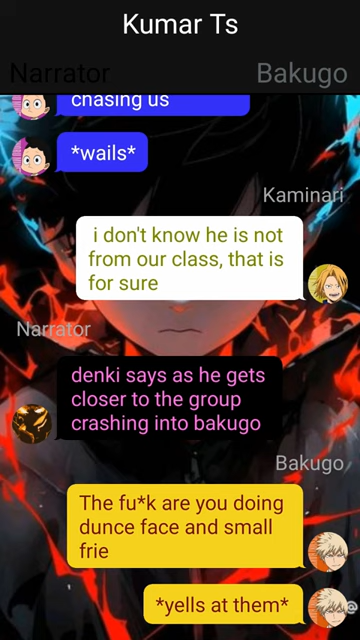 Kumar Ts
Narrator
Bakugo
chasing us
*wails*
Kaminari
i don't know he is not
from our class, that is
for sure
Narrator
denki says as he gets
closer to the group
crashing into bakugo
Bakugo
The fu*k are you doing
dunce face and small
frie
*yells at them*